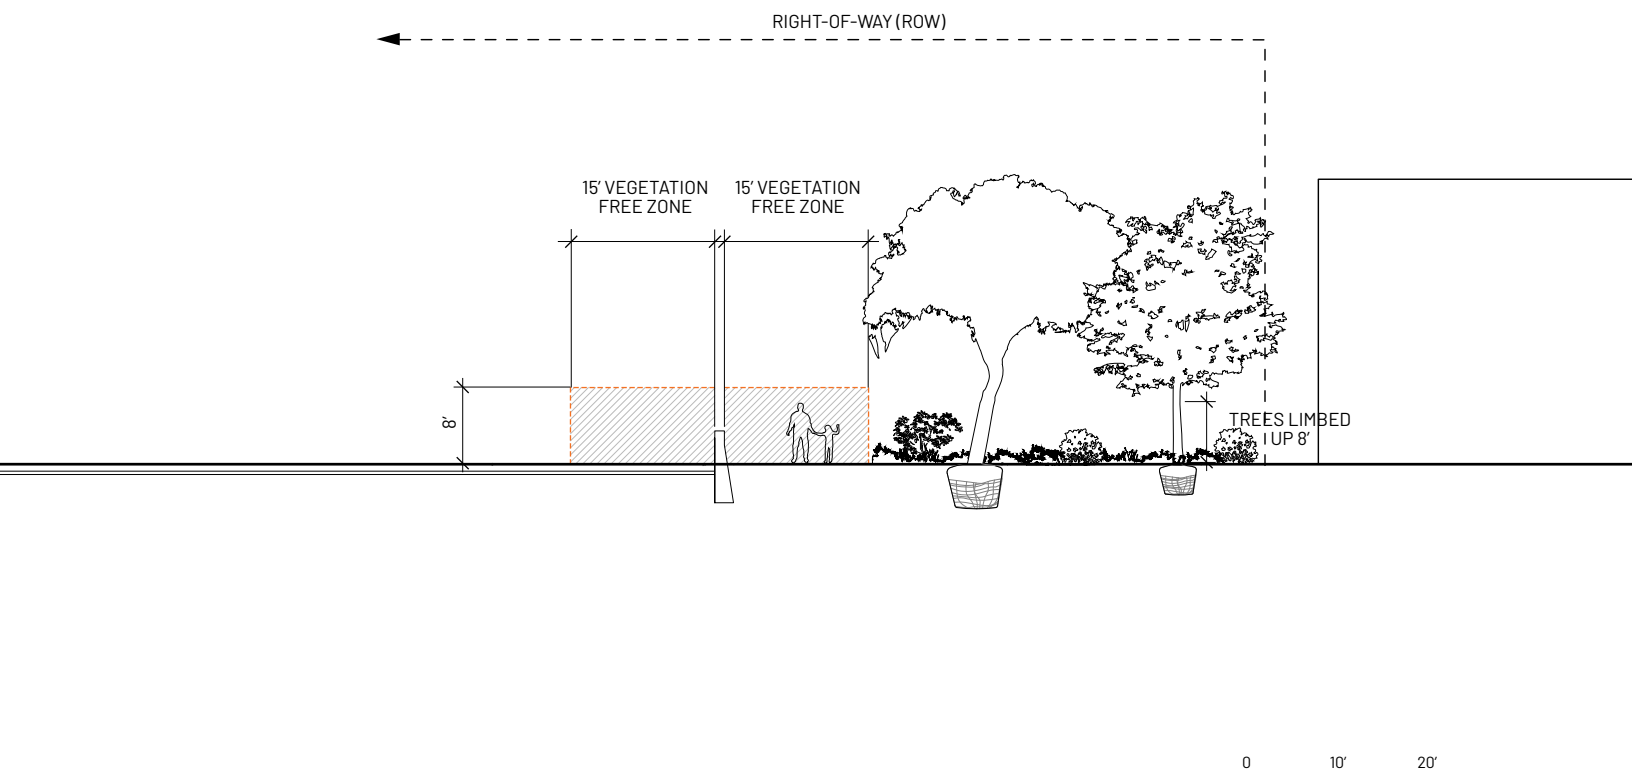 RIGHT-OF-WAY (ROW)
15’ VEGETATION
FREE ZONE
15’ VEGETATION
FREE ZONE
8’
TREES LIMBED
UP 8’
0 10’ 20’